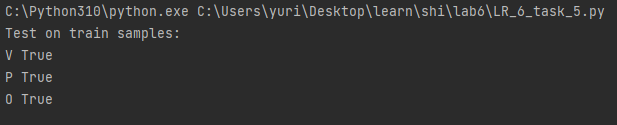 C:\Python310\python.exe C:\Users\yuri\Desktop\learn\shi\lab6\LR_6_task_5.py
Test on train samples:
V True
P True
O True